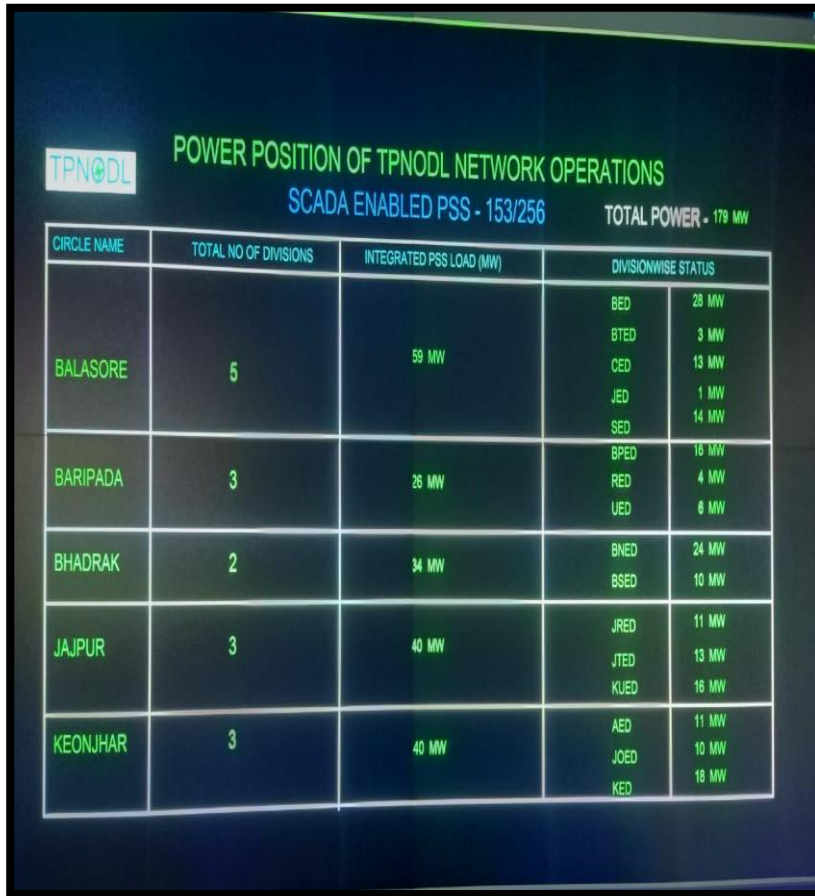 TPNODL
POWER POSITION OF TPNODL NETWORK OPERATIONS
SCADA ENABLED PSS - 153/256
TOTAL POWER - 179 MW
CIRCLE NAME TOTAL NO OF DIVISIONS INTEGRATED PSS LOAD (MW) DIVISIONWISE STATUS
BALASORE 5 59 MW
BED 28 MW
BTED 3 MW
CED 13 MW
JED 1 MW
SED 14 MW
BARIPADA 3 26 MW
BPED 16 MW
RED 4 MW
UED 6 MW
BHADRAK 2 34 MW
BNED 24 MW
BSED 10 MW
JAJPUR 3 40 MW
JRED 11 MW
JTED 13 MW
KUED 16 MW
KEONJHAR 3 40 MW
AED 11 MW
JOED 10 MW
KED 18 MW